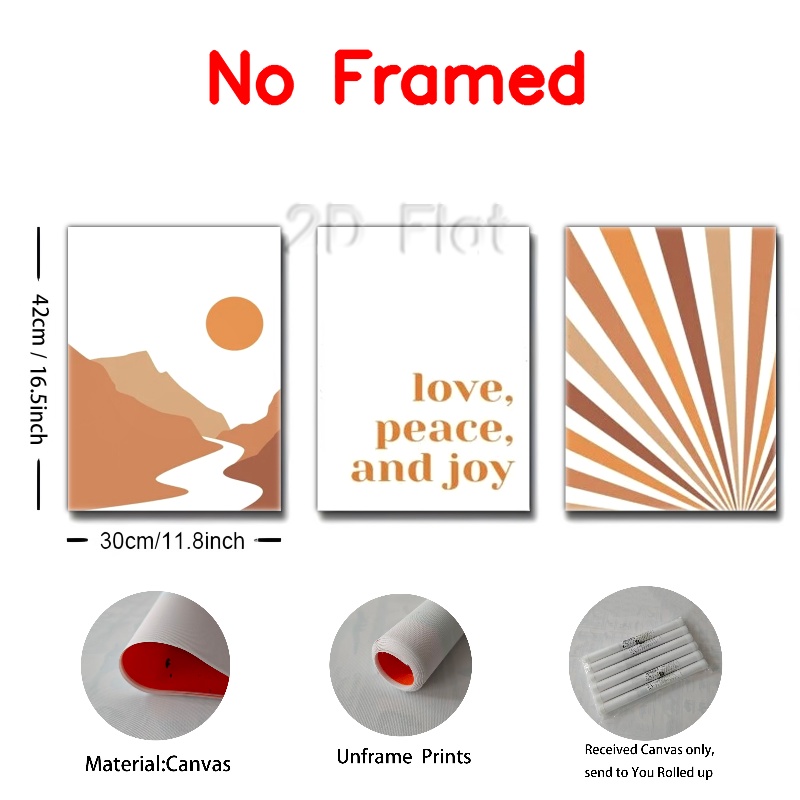 No Framed
2D Flat
42cm / 16.5inch
love,
peace,
and joy
30cm/11.8inch
Material:Canvas
Unframe Prints
Received Canvas only,
send to You Rolled up